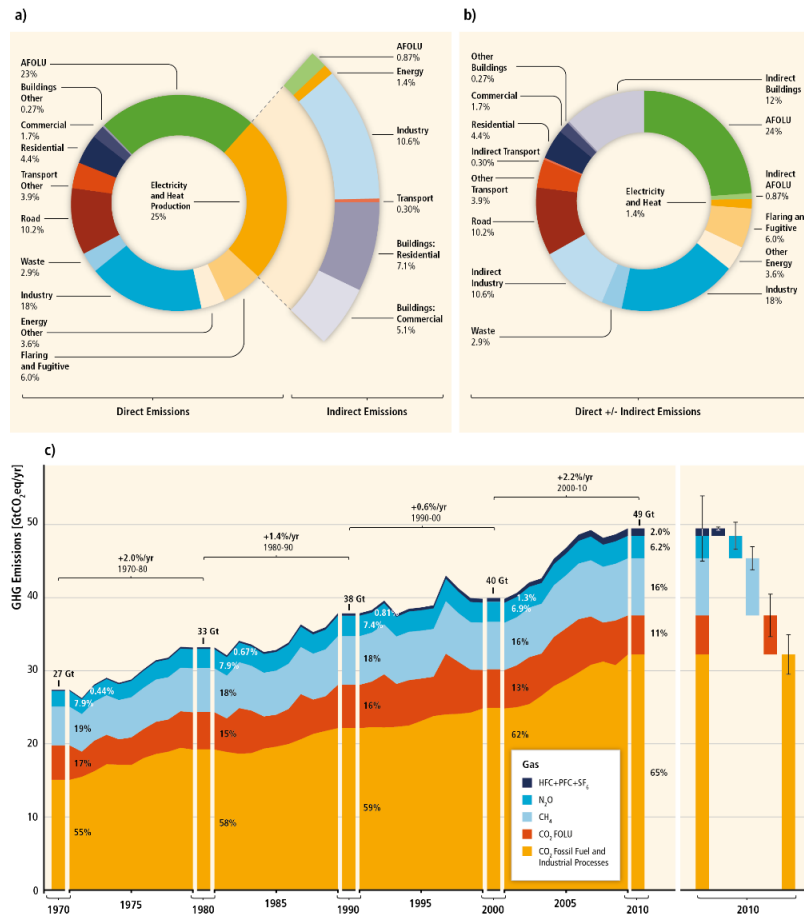 a)
AFOLU
23%
Buildings
Other
0.27%
Commercial
1.7%
Residential
4.4%
Transport
Other
3.9%
Road
10.2%
Waste
2.9%
Industry
18%
Energy
Other
3.6%
Flaring
and Fugitive
6.0%
Electricity
and Heat
Production
25%
AFOLU
0.87%
Energy
1.4%
Industry
10.6%
Transport
0.30%
Buildings:
Residential
7.1%
Buildings:
Commercial
5.1%
Direct Emissions
Indirect Emissions
b)
Other
Buildings
0.27%
Commercial
1.7%
Residential
4.4%
Indirect Transport
0.30%
Other
Transport
3.9%
Road
10.2%
Indirect
Industry
10.6%
Waste
2.9%
Electricity
and Heat
1.4%
Indirect
Buildings
12%
AFOLU
24%
Indirect
AFOLU
0.87%
Flaring and
Fugitive
6.0%
Other
Energy
3.6%
Industry
18%
Direct +/- Indirect Emissions
c)
GHG Emissions [GtCO2eq/yr]
50
40
30
20
10
0
+2.0%/yr
1970-80
+1.4%/yr
1980-90
+0.6%/yr
1990-00
+2.2%/yr
2000-10
27 Gt
33 Gt
38 Gt
40 Gt
49 Gt
0.44%
7.9%
19%
17%
55%
0.67%
7.9%
18%
15%
58%
0.81%
7.4%
18%
16%
59%
1.3%
6.9%
16%
13%
62%
2.0%
6.2%
16%
11%
65%
Gas
HFC+PFC+SF6
N2O
CH4
CO2 FOLU
CO2 Fossil Fuel and
Industrial Processes
1970
1975
1980
1985
1990
1995
2000
2005
2010
2010